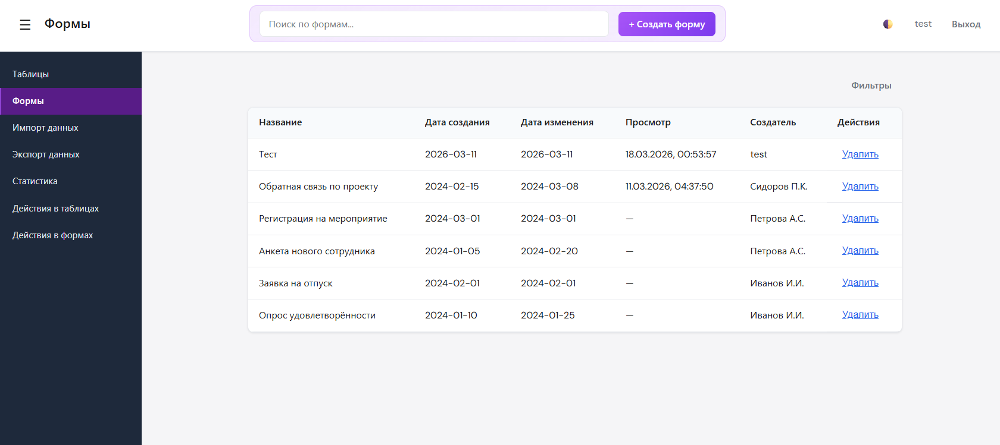 Формы
Поиск по формам...
+ Создать форму
test
Выход
Таблицы
Формы
Импорт данных
Экспорт данных
Статистика
Действия в таблицах
Действия в формах
Фильтры
Название Дата создания Дата изменения Просмотр Создатель Действия
Тест 2026-03-11 2026-03-11 18.03.2026, 00:53:57 test Удалить
Обратная связь по проекту 2024-02-15 2024-03-08 11.03.2026, 04:37:50 Сидоров П.К. Удалить
Регистрация на мероприятие 2024-03-01 2024-03-01 — Петрова А.С. Удалить
Анкета нового сотрудника 2024-01-05 2024-02-20 — Петрова А.С. Удалить
Заявка на отпуск 2024-02-01 2024-02-01 — Иванов И.И. Удалить
Опрос удовлетворённости 2024-01-10 2024-01-25 — Иванов И.И. Удалить